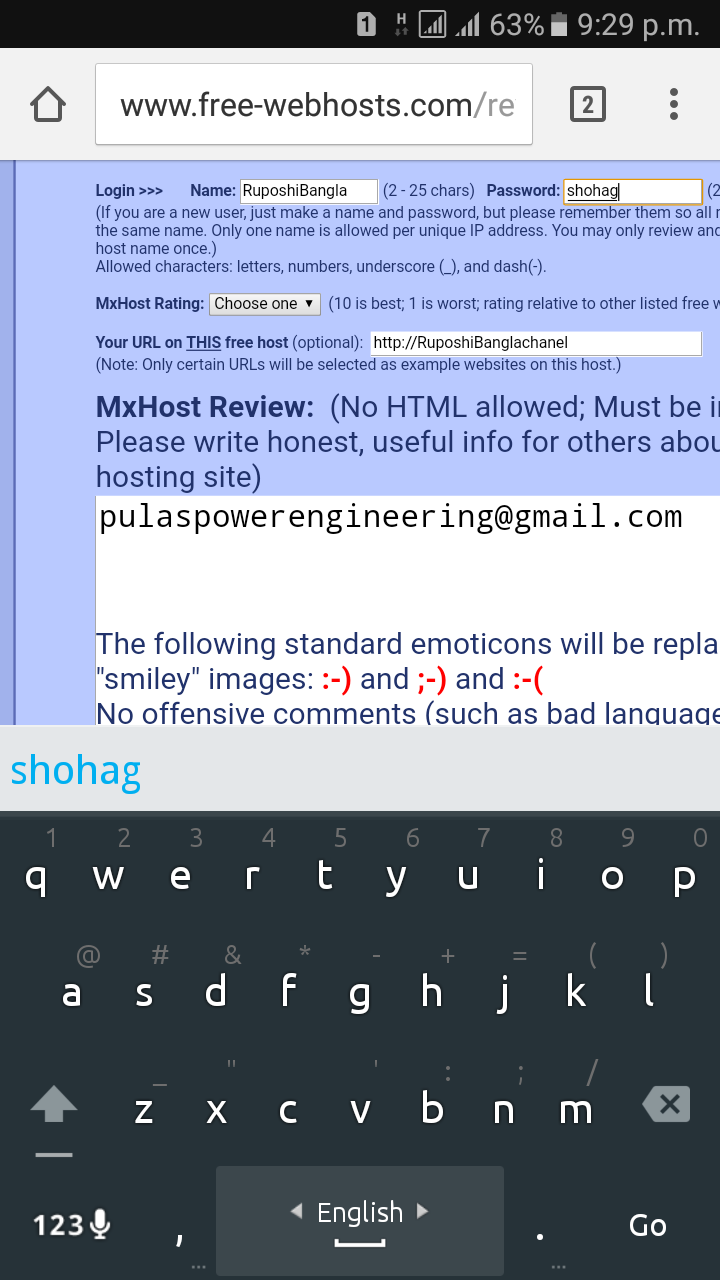 1 H 63% 9:29 p.m.
www.free-webhosts.com/re 2
Login >>> Name: RuposhiBangla (2 - 25 chars) Password: shohag (2
(If you are a new user, just make a name and password, but please remember them so all
the same name. Only one name is allowed per unique IP address. You may only review and
host name once.)
Allowed characters: letters, numbers, underscore (_), and dash(-).
MxHost Rating: Choose one ▼ (10 is best; 1 is worst; rating relative to other listed free w
Your URL on THIS free host (optional): http://RuposhiBanglachanel
(Note: Only certain URLs will be selected as example websites on this host.)
MxHost Review: (No HTML allowed; Must be i
Please write honest, useful info for others abou
hosting site)
pulaspowerengineering@gmail.com
The following standard emoticons will be repla
"smiley" images: :-) and ;-) and :-(
No offensive comments (such as bad language
shohag
1 2 3 4 5 6 7 8 9 0
q w e r t y u i o p
@ # & * - + = ( )
a s d f g h j k l
_ " ' : ; /
z x c v b n m
123 , English . Go
... ...